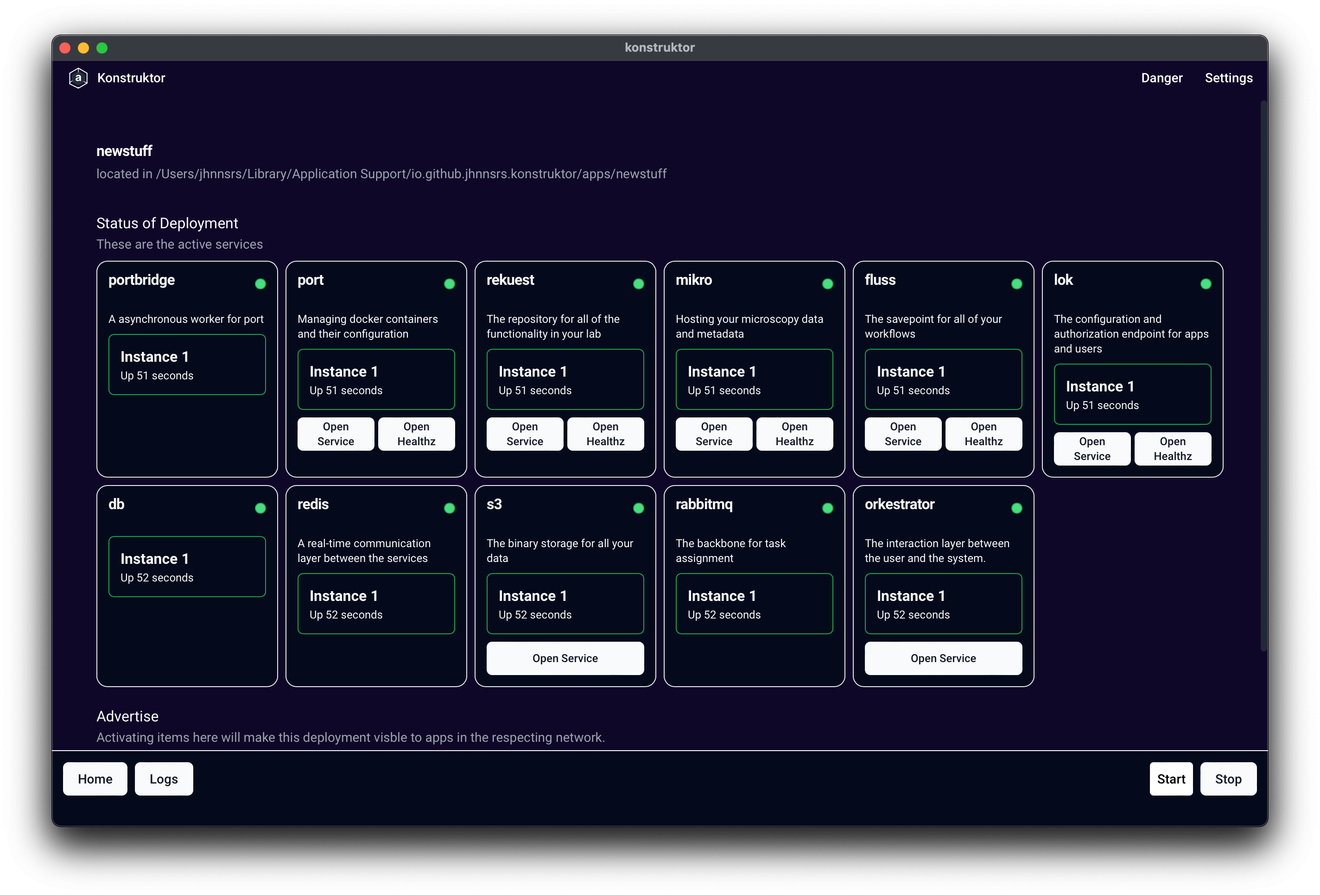 konstruktor
a Konstruktor
Danger
Settings
newstuff
located in /Users/jhnnsrs/Library/Application Support/io.github.jhnnsrs.konstruktor/apps/newstuff
Status of Deployment
These are the active services
portbridge
A asynchronous worker for port
Instance 1
Up 51 seconds
port
Managing docker containers
and their configuration
Instance 1
Up 51 seconds
Open
Service
Open
Healthz
rekuest
The repository for all of the
functionality in your lab
Instance 1
Up 51 seconds
Open
Service
Open
Healthz
mikro
Hosting your microscopy data
and metadata
Instance 1
Up 51 seconds
Open
Service
Open
Healthz
fluss
The savepoint for all of your
workflows
Instance 1
Up 51 seconds
Open
Service
Open
Healthz
lok
The configuration and
authorization endpoint for apps
and users
Instance 1
Up 51 seconds
Open
Service
Open
Healthz
db
Instance 1
Up 52 seconds
redis
A real-time communication
layer between the services
Instance 1
Up 52 seconds
s3
The binary storage for all your
data
Instance 1
Up 52 seconds
Open Service
rabbitmq
The backbone for task
assignment
Instance 1
Up 52 seconds
orkestrator
The interaction layer between
the user and the system.
Instance 1
Up 52 seconds
Open Service
Advertise
Activating items here will make this deployment visble to apps in the respecting network.
Home
Logs
Start
Stop